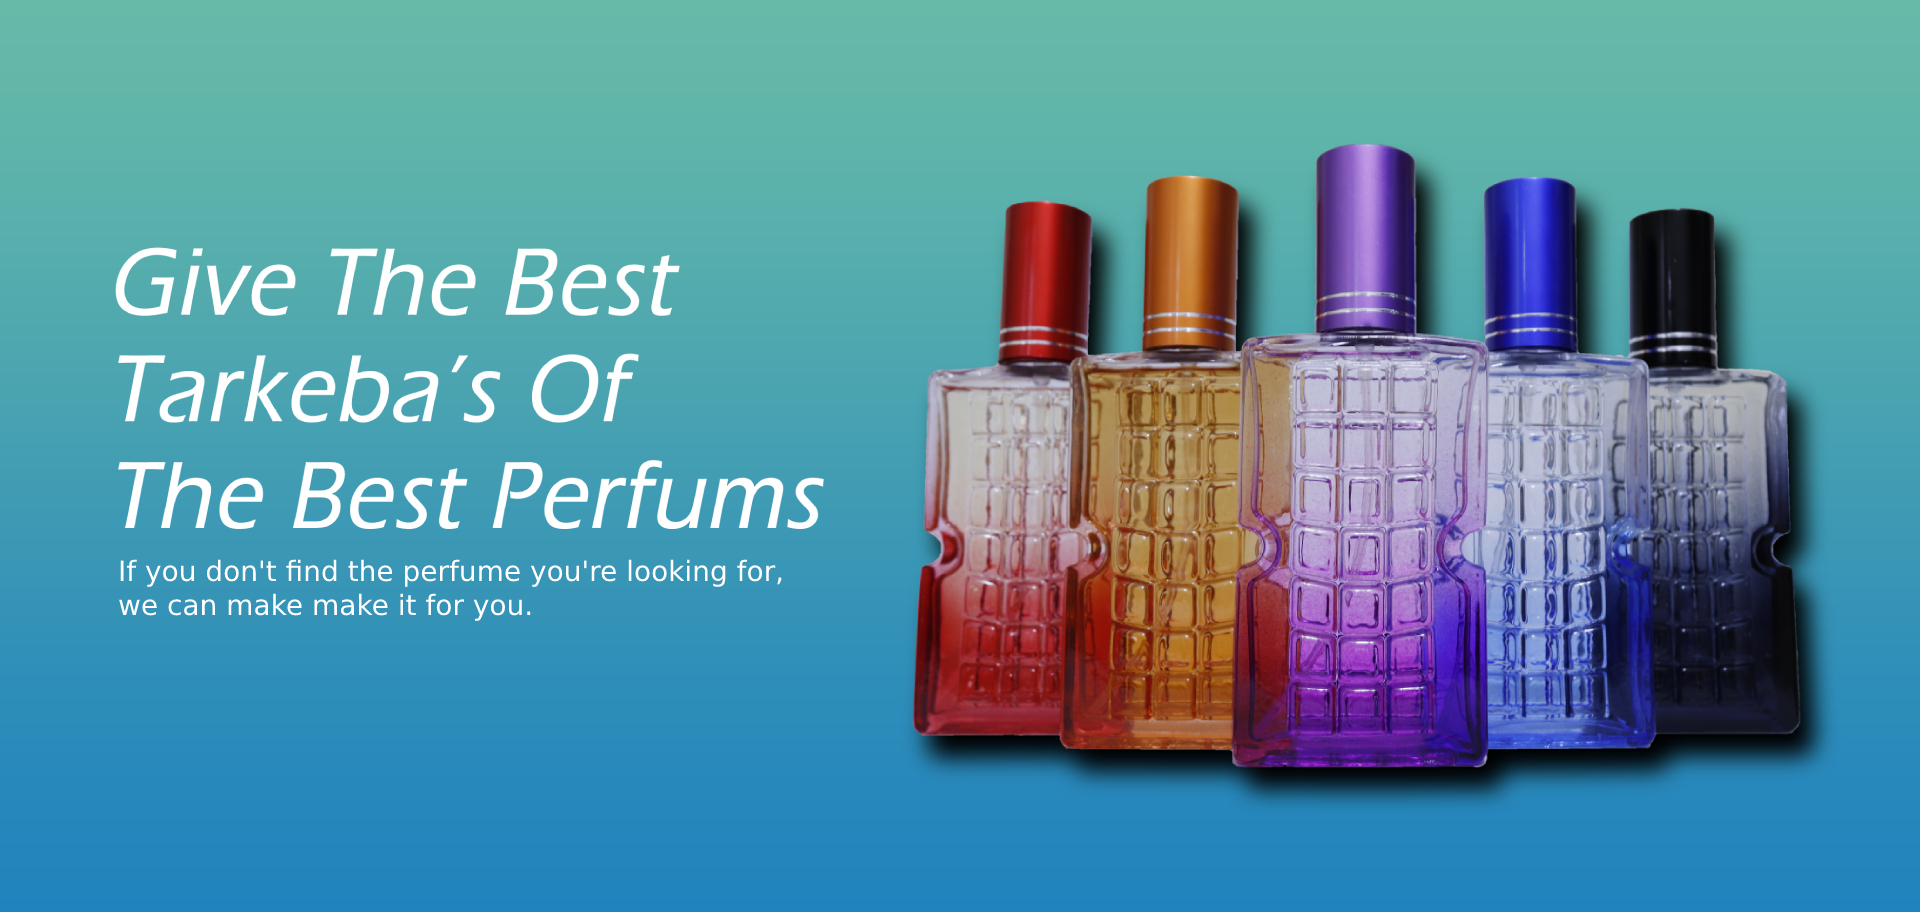 Give The Best
Tarkeba’s Of
The Best Perfums
If you don't find the perfume you're looking for,
we can make make it for you.